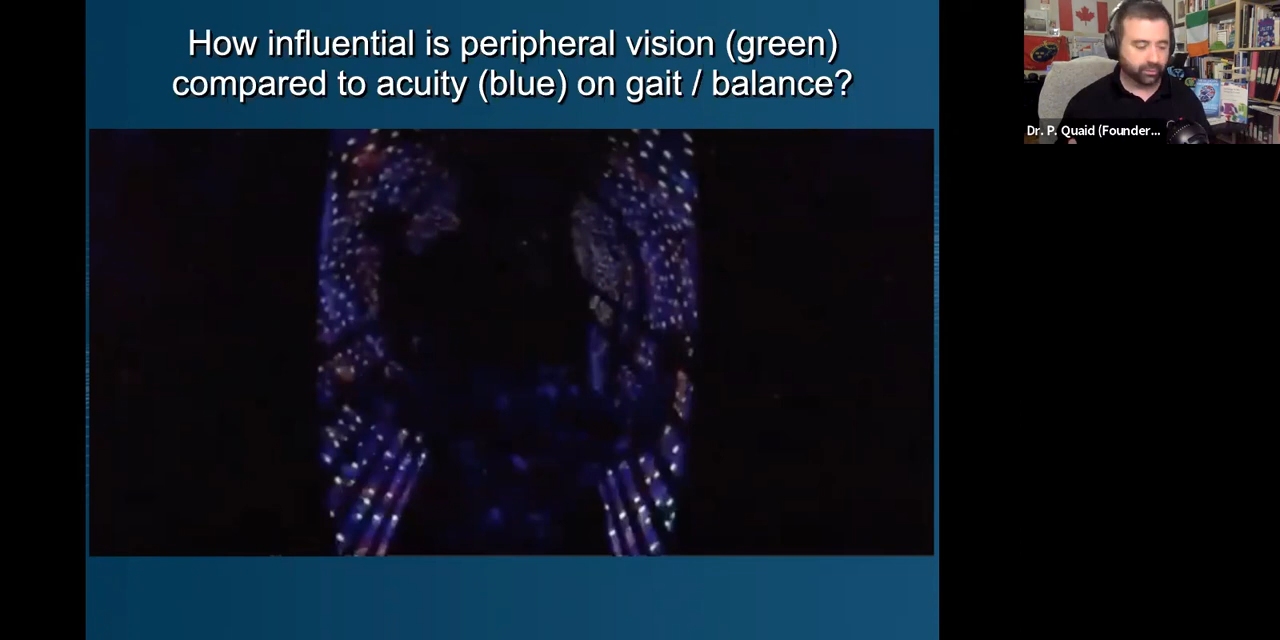 How influential is peripheral vision (green)
compared to acuity (blue) on gait / balance?
Dr. P. Quaid (Founder...